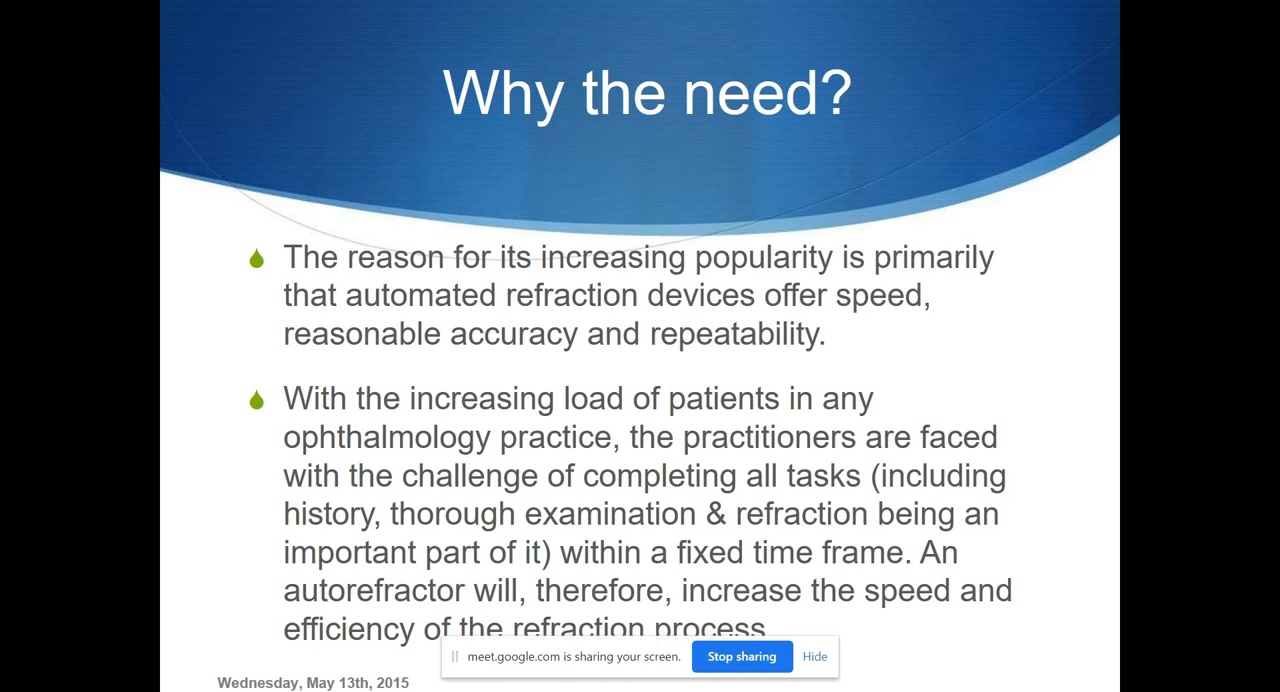 Why the need?
The reason for its increasing popularity is primarily
that automated refraction devices offer speed,
reasonable accuracy and repeatability.
With the increasing load of patients in any
ophthalmology practice, the practitioners are faced
with the challenge of completing all tasks (including
history, thorough examination & refraction being an
important part of it) within a fixed time frame. An
autorefractor will, therefore, increase the speed and
efficiency of the refraction process.
meet.google.com is sharing your screen.
Stop sharing
Hide
Wednesday, May 13th, 2015